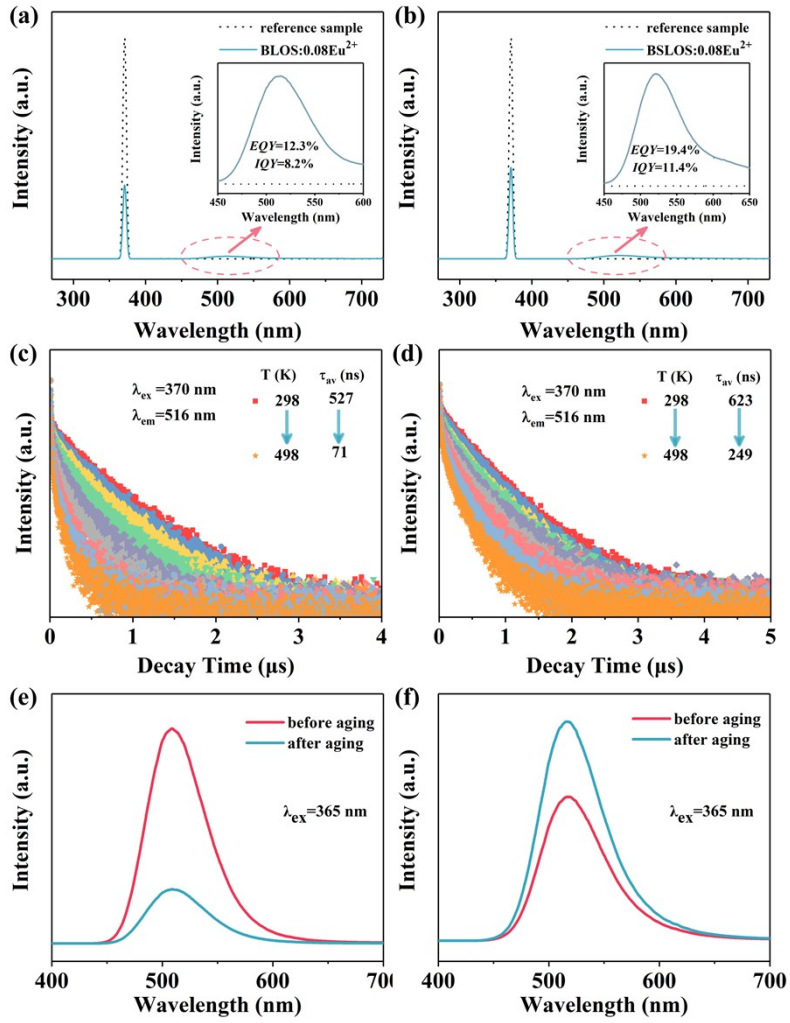 (a)
reference sample
BLOS:0.08Eu²⁺
Intensity (a.u.)
Intensity (a.u.)
EQY=12.3%
IQY=8.2%
450 500 550 600
Wavelength (nm)
300 400 500 600 700
Wavelength (nm)
(b)
reference sample
BSLOS:0.08Eu²⁺
Intensity (a.u.)
Intensity (a.u.)
EQY=19.4%
IQY=11.4%
450 500 550 600 650
Wavelength (nm)
300 400 500 600 700
Wavelength (nm)
(c)
λex =370 nm
λem=516 nm
T (K) τav (ns)
298 527
498 71
Intensity (a.u.)
0 1 2 3 4
Decay Time (μs)
(d)
λex =370 nm
λem=516 nm
T (K) τav (ns)
298 623
498 249
Intensity (a.u.)
0 1 2 3 4 5
Decay Time (μs)
(e)
before aging
after aging
λex=365 nm
Intensity (a.u.)
400 500 600 700
Wavelength (nm)
(f)
before aging
after aging
λex=365 nm
Intensity (a.u.)
400 500 600 700
Wavelength (nm)